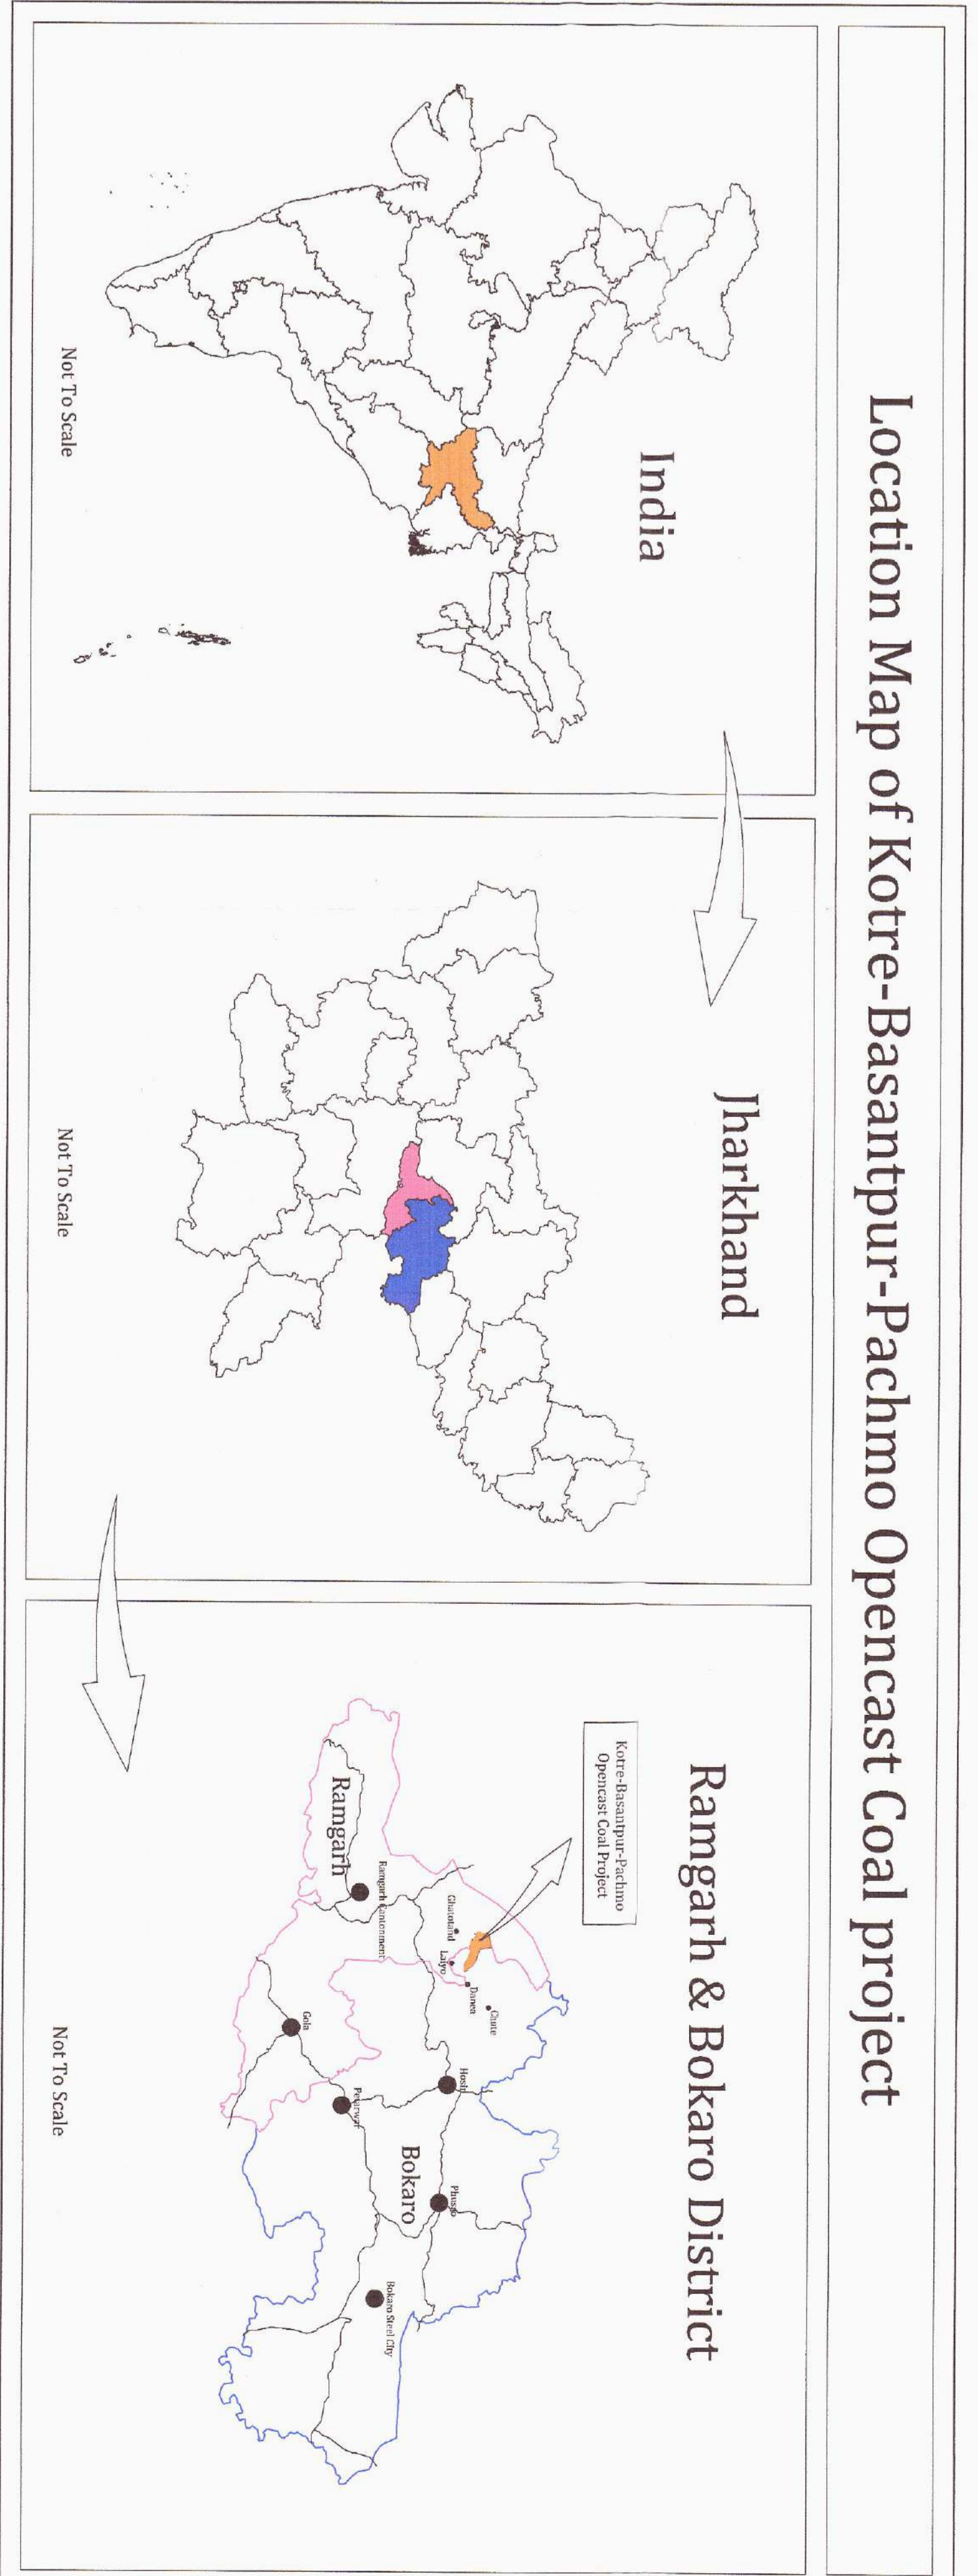 Location Map of Kotre-Basantpur-Pachmo Opencast Coal project
India
Not To Scale
Jharkhand
Not To Scale
Ramgarh & Bokaro District
Kotre-Basantpur-Pachmo
Opencast Coal Project
Ghatotand
Laiyo
Danea
Chute
Ramgarh
Ramgarh Cantonment
Hosir
Gola
Petarwar
Phusro
Bokaro
Bokaro Steel City
Not To Scale